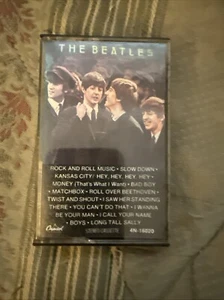 THE BEATLES
ROCK AND ROLL MUSIC • SLOW DOWN •
KANSAS CITY/ HEY, HEY, HEY, HEY •
MONEY (That's What I Want) • BAD BOY
• MATCHBOX • ROLL OVER BEETHOVEN •
TWIST AND SHOUT • I SAW HER STANDING
THERE • YOU CAN'T DO THAT • I WANNA
BE YOUR MAN • I CALL YOUR NAME
• BOYS • LONG TALL SALLY
Capitol